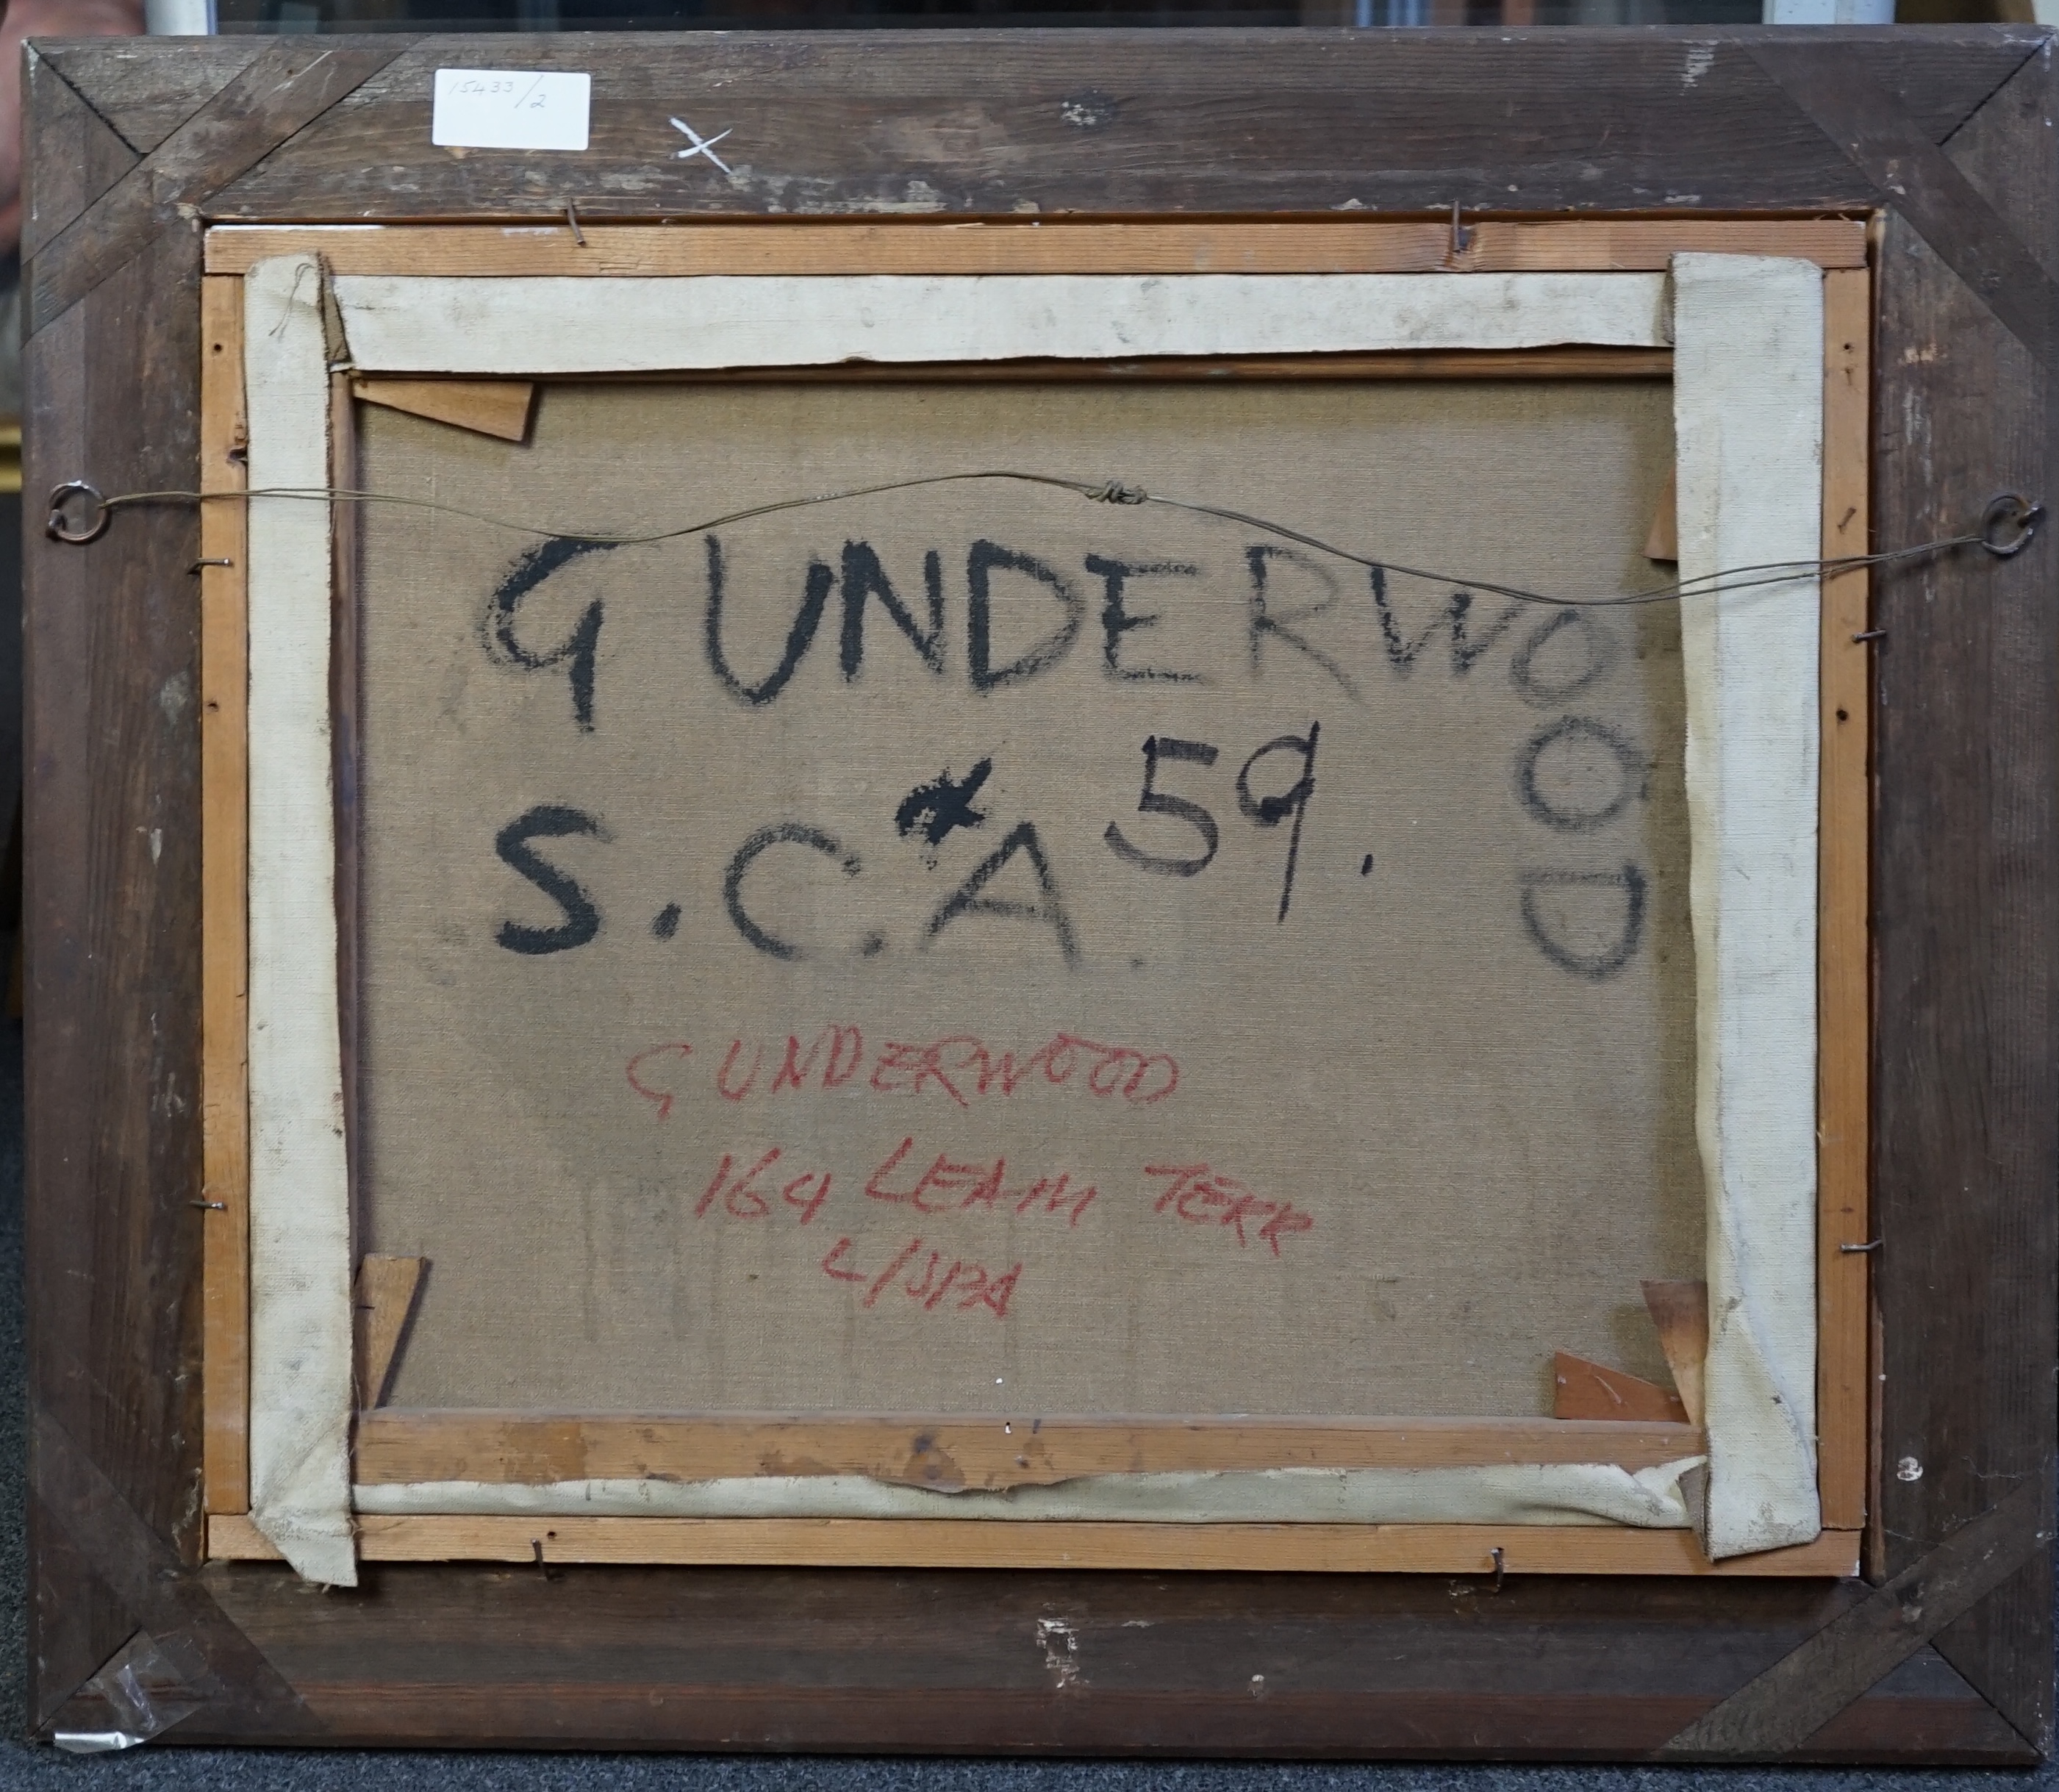 15433/2
G UNDERWOOD
S.C.A. 59.
G UNDERWOOD
164 LEAM TERR
L/SPA